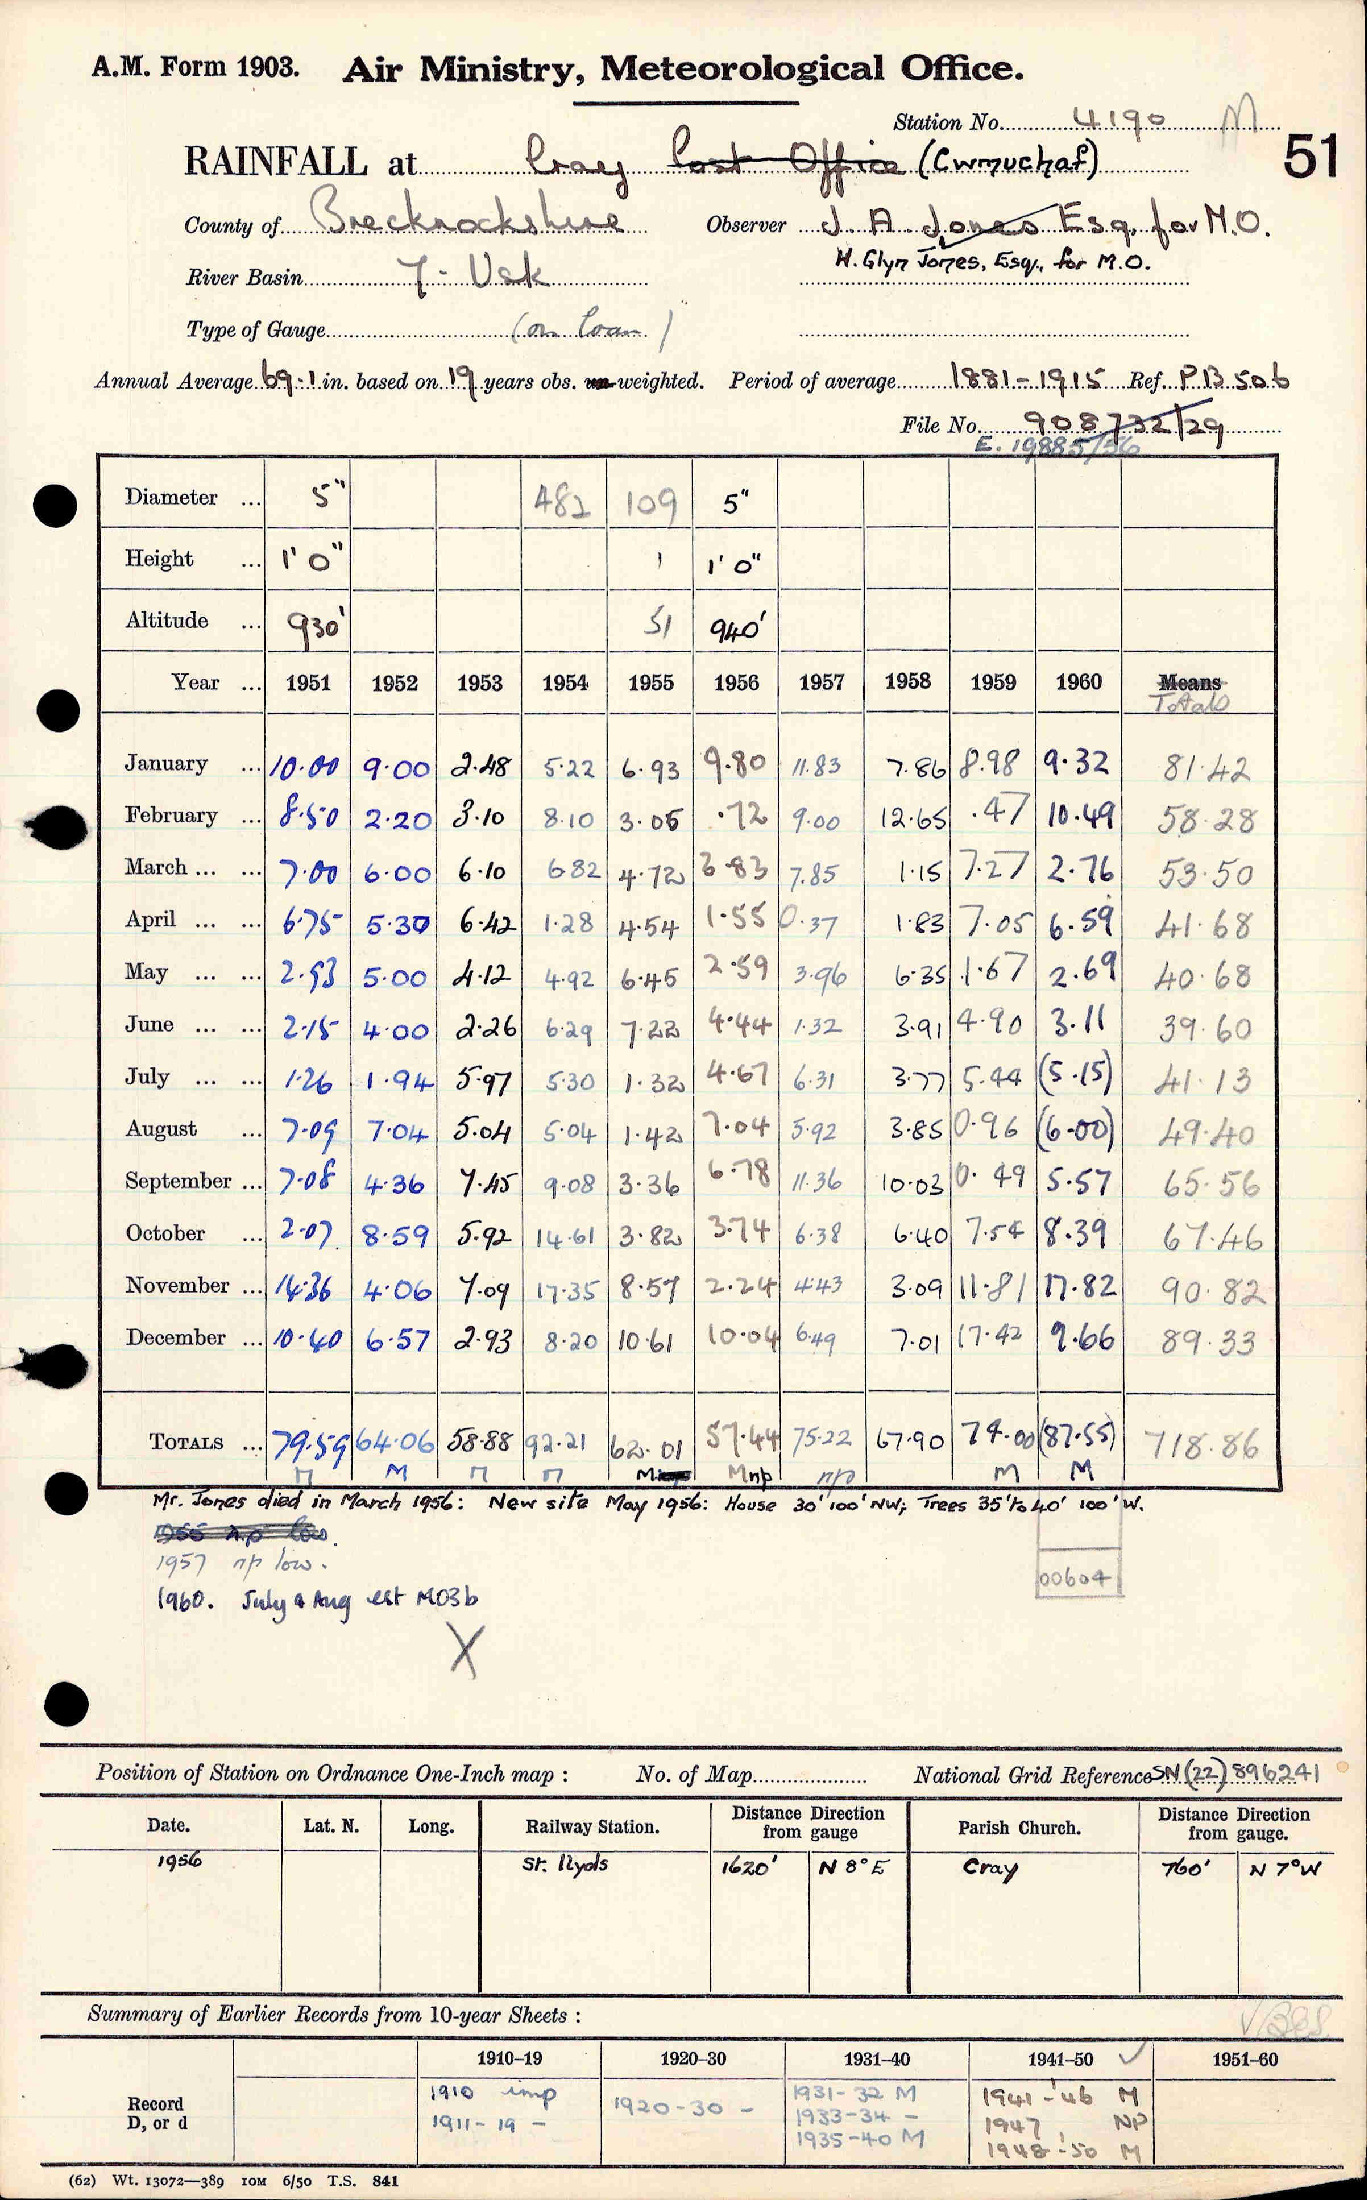 A.M. Form 1903. Air Ministry, Meteorological Office.
Station No. 4190 M
51
RAINFALL at Cray Post Office (Cwmuchaf)
County of Brecknockshire Observer J. A. Jones Esq. for M.O.
River Basin 7. Usk H. Glyn Jones, Esq., for M.O.
Type of Gauge (on loan)
Annual Average 69.1 in. based on 19 years obs. un-weighted. Period of average 1881-1915 Ref. P.B 506
File No. 908732/29
E. 19885/56
Diameter ... 5" 482 109 5"
Height ... 1' 0" 1 1' 0"
Altitude ... 930' 51 940'
Year ... 1951 1952 1953 1954 1955 1956 1957 1958 1959 1960 Means
Totals
January ... 10.00 9.00 2.48 5.22 6.93 9.80 11.83 7.86 8.98 9.32 81.42
February ... 8.50 2.20 3.10 8.10 3.05 .72 9.00 12.65 .47 10.49 58.28
March ... ... 7.00 6.00 6.10 6.82 4.72 3.83 7.85 1.15 7.27 2.76 53.50
April ... ... 6.75 5.30 6.42 1.28 4.54 1.55 0.37 1.83 7.05 6.59 41.68
May ... ... 2.93 5.00 4.12 4.92 6.45 2.59 3.96 6.35 1.67 2.69 40.68
June ... ... 2.15 4.00 2.26 6.29 7.22 4.44 1.32 3.91 4.90 3.11 39.60
July ... ... 1.26 1.94 5.97 5.30 1.32 4.67 6.31 3.77 5.44 (5.15) 41.13
August ... 7.09 7.04 5.04 5.04 1.42 7.04 5.92 3.85 0.96 (6.00) 49.40
September ... 7.08 4.36 7.45 9.08 3.36 6.78 11.36 10.03 0.49 5.57 65.56
October ... 2.07 8.59 5.92 14.61 3.82 3.74 6.38 6.40 7.54 8.39 67.46
November ... 14.36 4.06 7.09 17.35 8.57 2.24 4.43 3.09 11.81 17.82 90.82
December ... 10.40 6.57 2.93 8.20 10.61 10.04 6.49 7.01 17.42 9.66 89.33
TOTALS ... 79.59 64.06 58.88 92.21 62.01 57.44 75.22 67.90 74.00 (87.55) 718.86
M M M M M Mnp np M M
Mr. Jones died in March 1956: New site May 1956: House 30' 100' NW; Trees 35' to 40' 100' W.
1955 np low.
1957 np low.
00604
1960. July & Aug est M03b
X
Position of Station on Ordnance One-Inch map : No. of Map National Grid Reference SN (22) 896241
Date. Lat. N. Long. Railway Station. Distance from gauge Direction Parish Church. Distance from gauge. Direction
1956 1620' N 8° E Cray 760' N 7° W
Summary of Earlier Records from 10-year Sheets :
1910–19 1920–30 1931–40 1941–50 ✓ 1951–60
Record D, or d
1910 imp 1920-30 - 1931-32 M 1941-'46 M
1911-19 - 1933-34 - 1947 NP
1935-40 M 1948-'50 M
(62) Wt. 13072—389 10M 6/50 T.S. 841